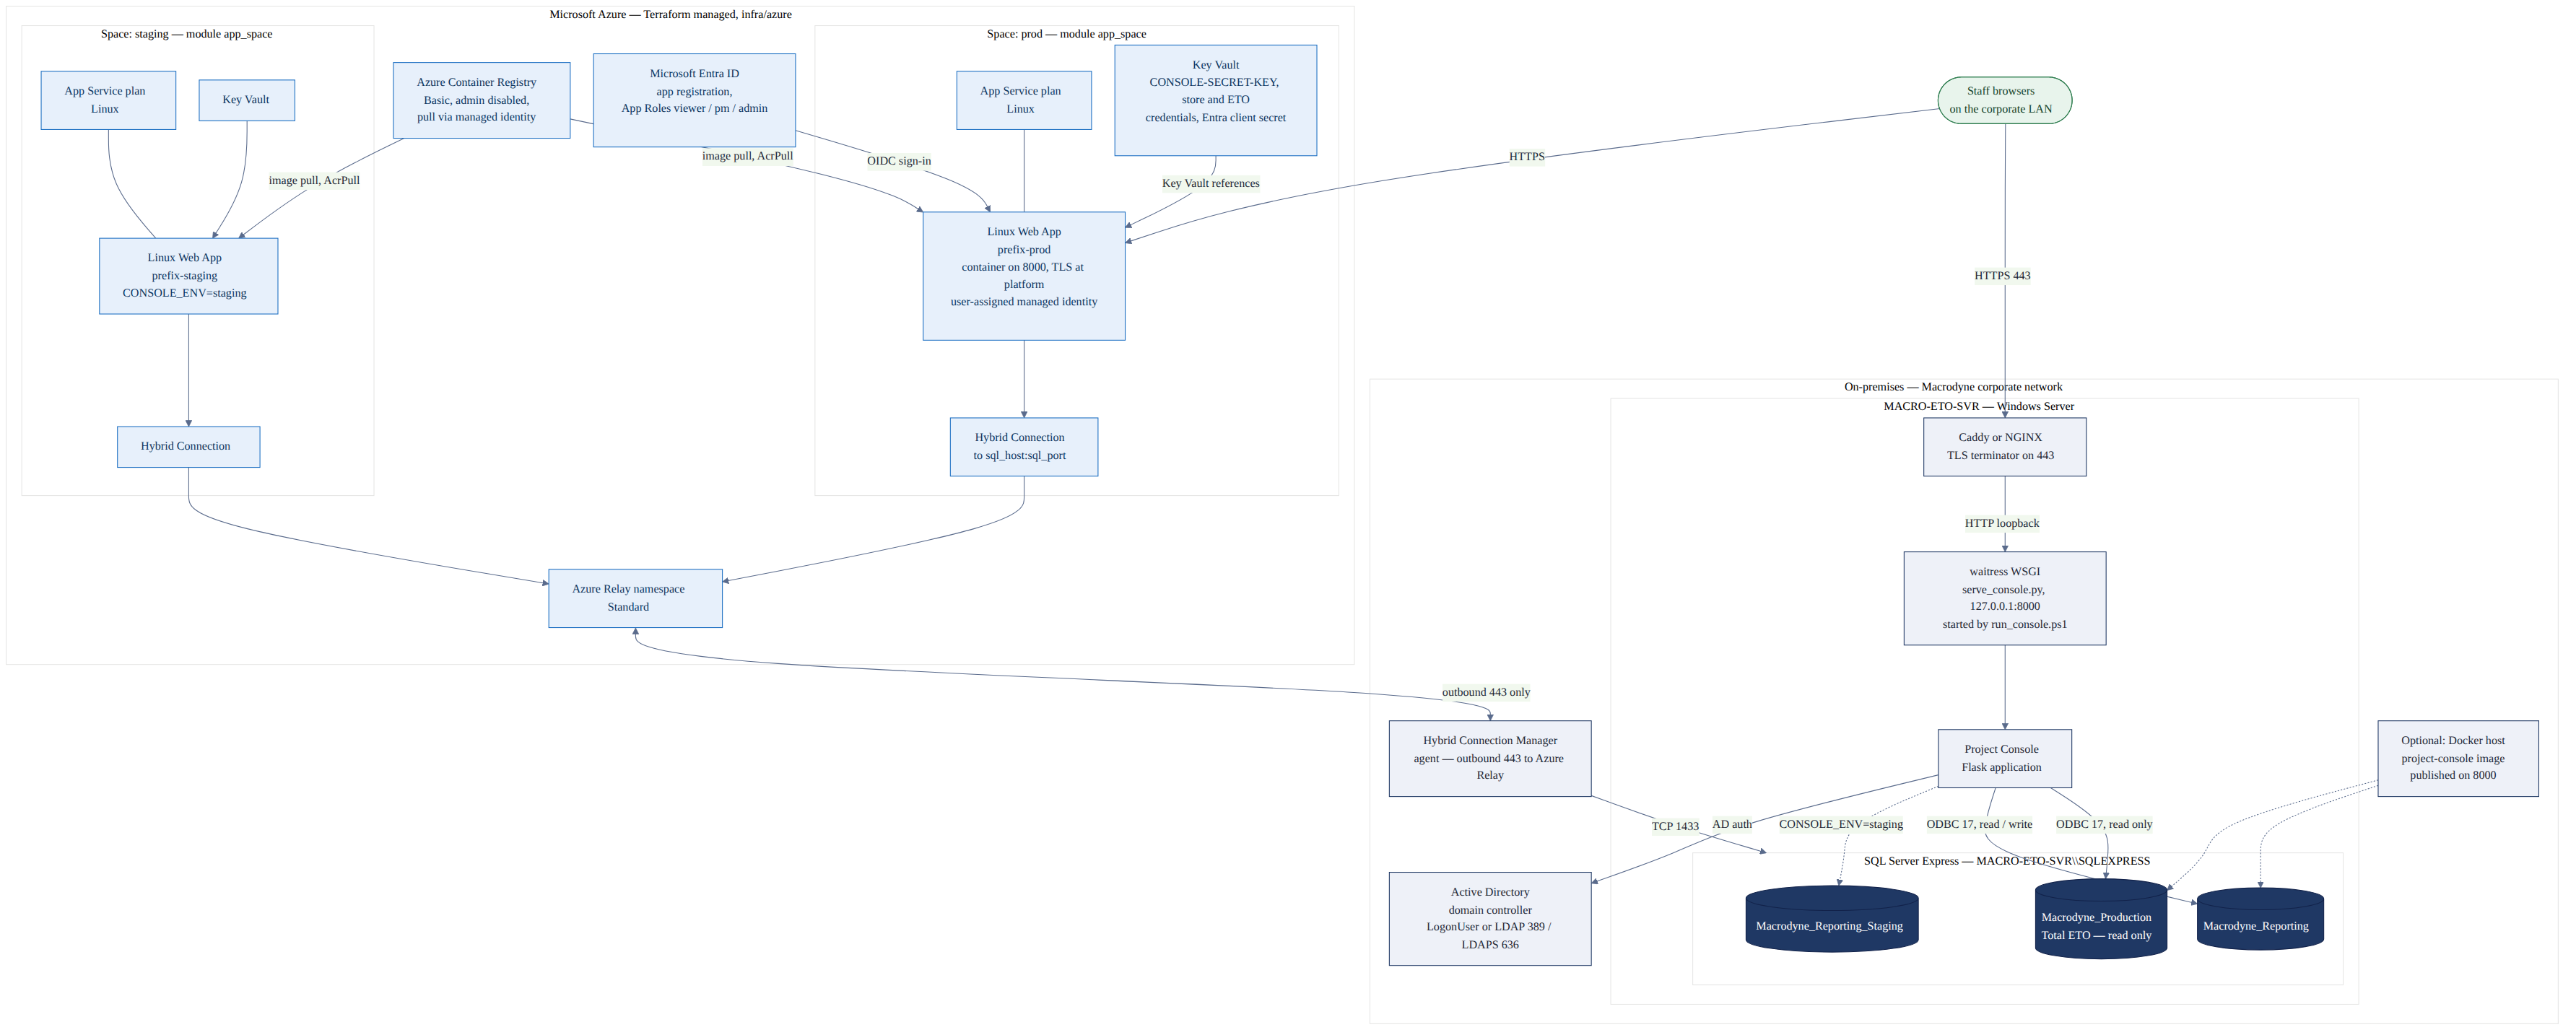 Microsoft Azure — Terraform managed, infra/azure
Space: staging — module app_space
App Service plan
Linux
Key Vault
Azure Container Registry
Basic, admin disabled,
pull via managed identity
Microsoft Entra ID
app registration,
App Roles viewer / pm / admin
Space: prod — module app_space
App Service plan
Linux
Key Vault
CONSOLE-SECRET-KEY,
store and ETO
credentials, Entra client secret
Staff browsers
on the corporate LAN
image pull, AcrPull
image pull, AcrPull
OIDC sign-in
Key Vault references
HTTPS
Linux Web App
prefix-staging
CONSOLE_ENV=staging
Linux Web App
prefix-prod
container on 8000, TLS at
platform
user-assigned managed identity
HTTPS 443
Hybrid Connection
Hybrid Connection
to sql_host:sql_port
On-premises — Macrodyne corporate network
MACRO-ETO-SVR — Windows Server
Caddy or NGINX
TLS terminator on 443
HTTP loopback
Azure Relay namespace
Standard
waitress WSGI
serve_console.py,
127.0.0.1:8000
started by run_console.ps1
outbound 443 only
Hybrid Connection Manager
agent — outbound 443 to Azure
Relay
Project Console
Flask application
Optional: Docker host
project-console image
published on 8000
TCP 1433
AD auth
CONSOLE_ENV=staging
ODBC 17, read / write
ODBC 17, read only
SQL Server Express — MACRO-ETO-SVR\\SQLEXPRESS
Active Directory
domain controller
LogonUser or LDAP 389 /
LDAPS 636
Macrodyne_Reporting_Staging
Macrodyne_Production
Total ETO — read only
Macrodyne_Reporting